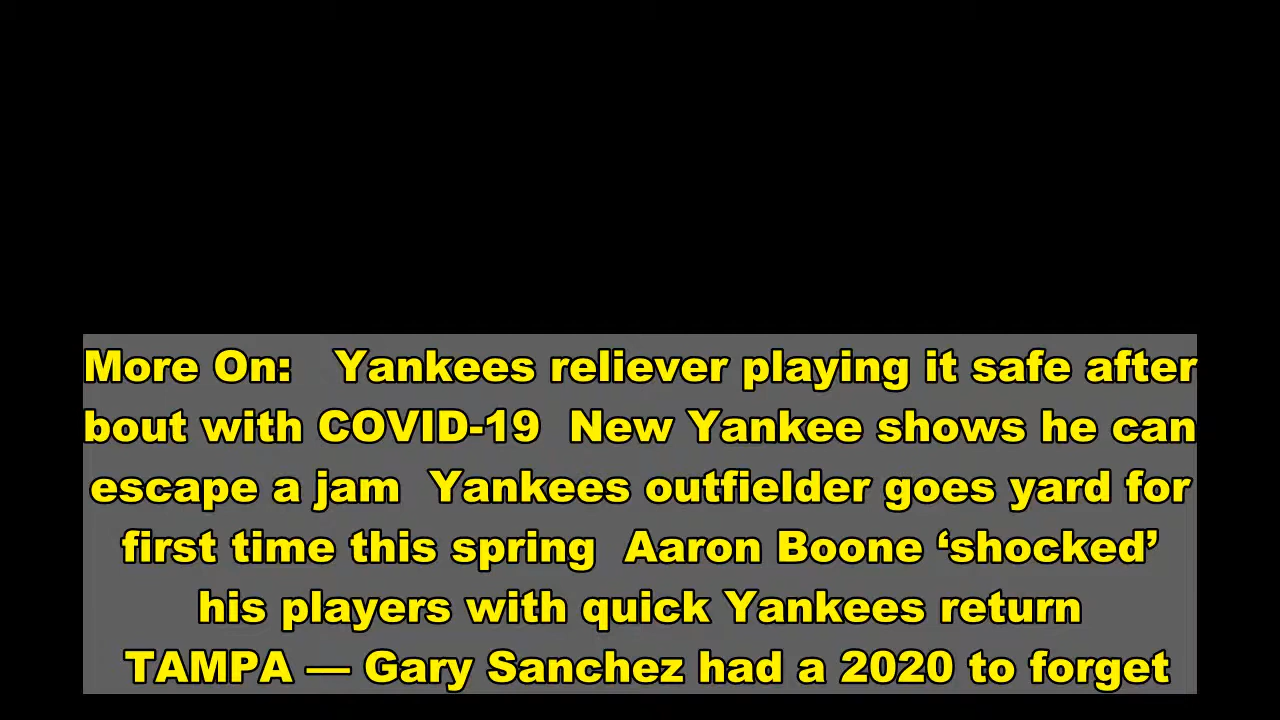 More On:   Yankees reliever playing it safe after
bout with COVID-19  New Yankee shows he can
escape a jam  Yankees outfielder goes yard for
first time this spring  Aaron Boone ‘shocked’
his players with quick Yankees return
TAMPA — Gary Sanchez had a 2020 to forget